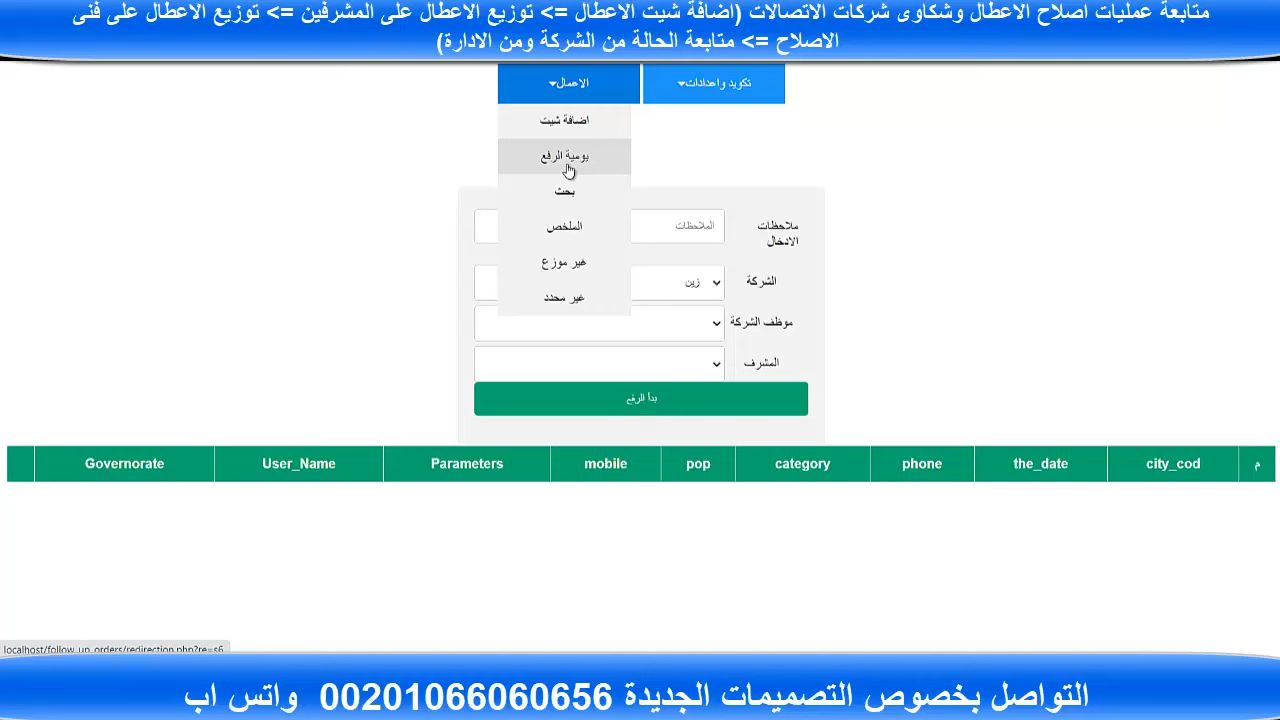 متابعة عمليات اصلاح الاعطال وشكاوى شركات الاتصالات (اضافة شيت الاعطال => توزيع الاعطال على المشرفين => توزيع الاعطال على فنى
الاصلاح => متابعة الحالة من الشركة ومن الادارة)
تكويد واعدادات
الاعمال
اضافة شيت
يومية الرفع
بحث
الملخص
غير موزع
غير محدد
ملاحظات
الادخال
الملاحظات
الشركة
زين
موظف الشركة
المشرف
بدأ الرفع
Governorate User_Name Parameters mobile pop category phone the_date city_cod م
localhost/follow_up_orders/redirection.php?re=s6
التواصل بخصوص التصميمات الجديدة 00201066060656 واتس اب